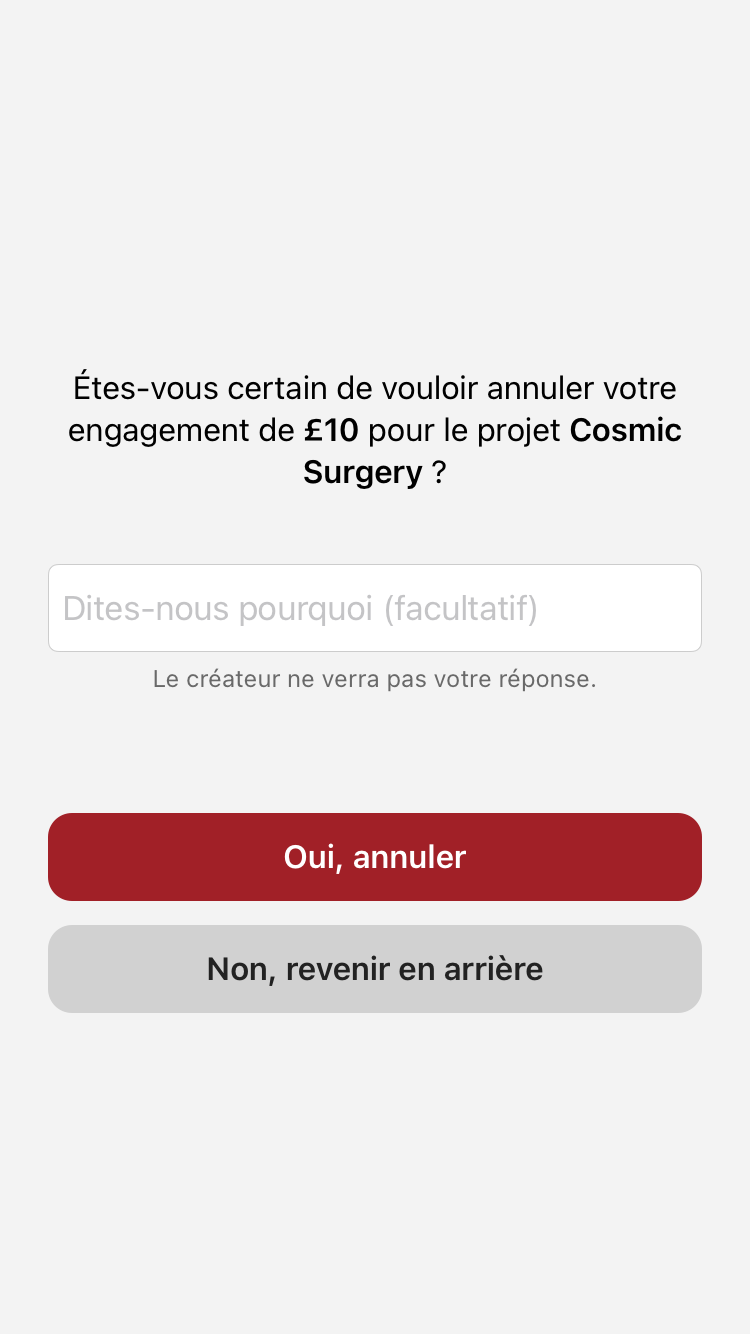 Êtes-vous certain de vouloir annuler votre
engagement de £10 pour le projet Cosmic
Surgery ?
Dites-nous pourquoi (facultatif)
Le créateur ne verra pas votre réponse.
Oui, annuler
Non, revenir en arrière